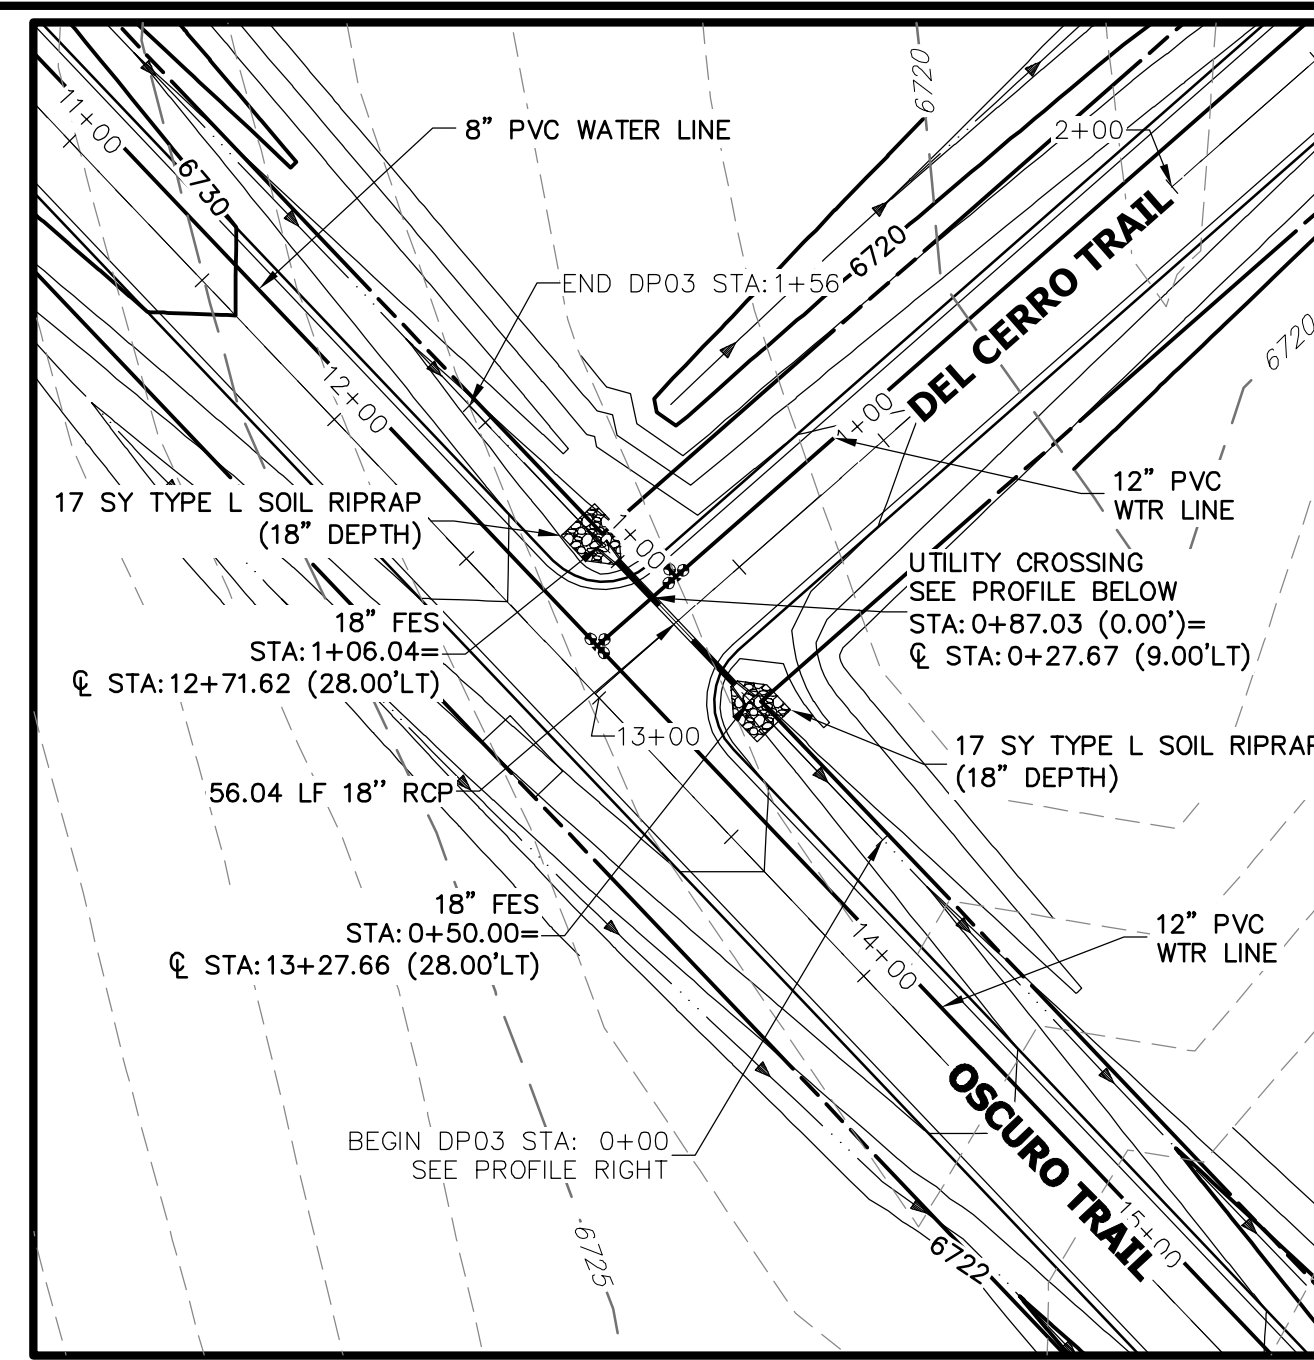 6720
11+00
8" PVC WATER LINE
2+00
6730
6720
DEL CERRO TRAIL
END DP03 STA:1+56
6720
12+00
1+00
17 SY TYPE L SOIL RIPRAP
(18" DEPTH)
12" PVC
WTR LINE
1+00
UTILITY CROSSING
SEE PROFILE BELOW
STA:0+87.03 (0.00')=
℄ STA:0+27.67 (9.00'LT)
18" FES
STA:1+06.04=
℄ STA:12+71.62 (28.00'LT)
13+00
17 SY TYPE L SOIL RIPRAP
(18" DEPTH)
56.04 LF 18'' RCP
18" FES
STA:0+50.00=
℄ STA:13+27.66 (28.00'LT)
12" PVC
WTR LINE
14+00
OSCURO TRAIL
BEGIN DP03 STA: 0+00
SEE PROFILE RIGHT
15+00
6725
6722